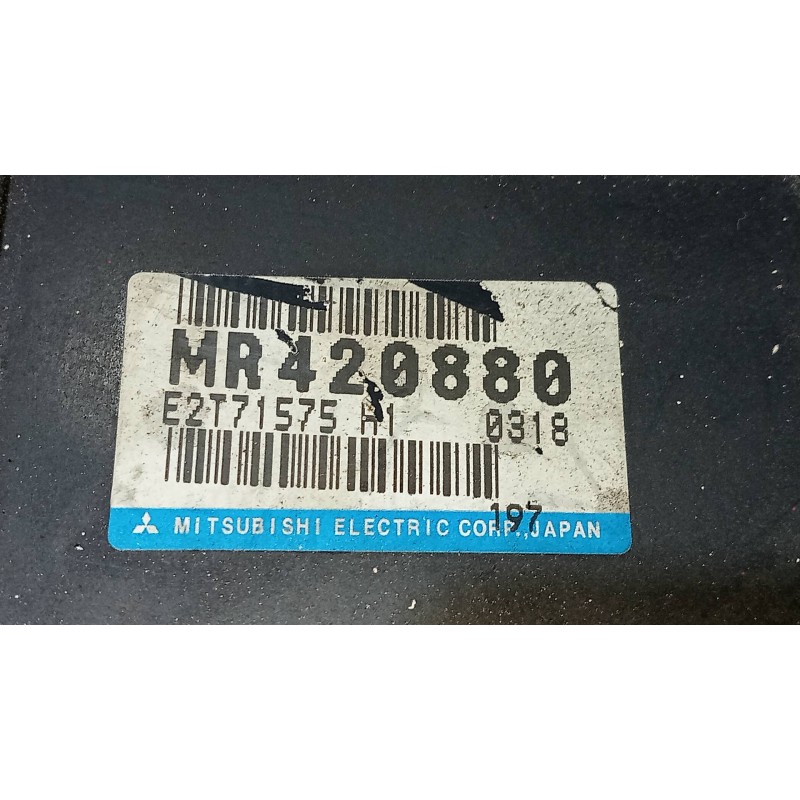 MR420880
E2T71575 H1 0318
197
MITSUBISHI ELECTRIC CORP.,JAPAN